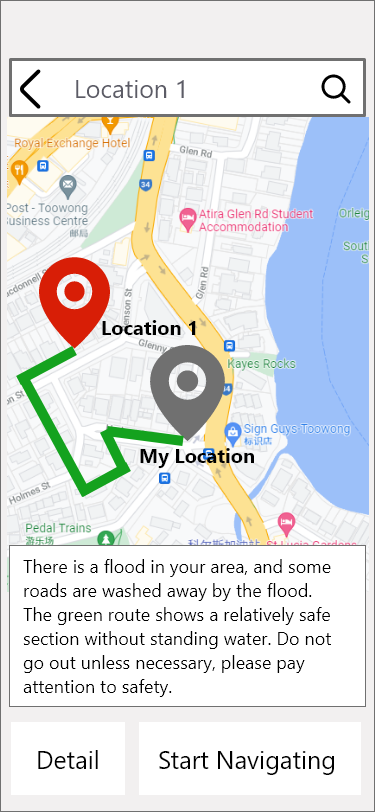 Location 1
Royal Exchange Hotel
Glen Rd
34
Post - Toowong
Business Centre
邮局
Atira Glen Rd Student
Accommodation
Glen Rd
Location 1
Kayes Rocks
Sign Guys-Toowong
标识店
My Location
Holmes St
Pedal Trains
游乐场
St Lucia Gardens
There is a flood in your area, and some
roads are washed away by the flood.
The green route shows a relatively safe
section without standing water. Do not
go out unless necessary, please pay
attention to safety.
Detail
Start Navigating